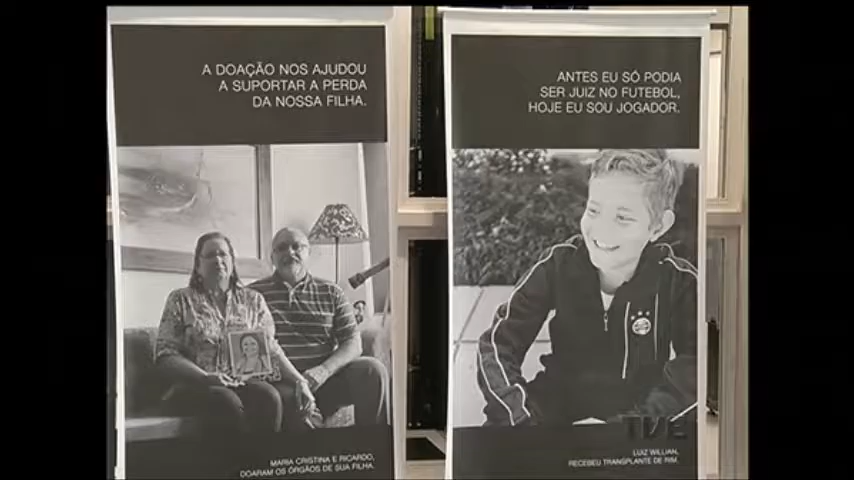 A DOAÇÃO NOS AJUDOU
A SUPORTAR A PERDA
DA NOSSA FILHA.
MARIA CRISTINA E RICARDO,
DOARAM OS ÓRGÃOS DE SUA FILHA.
ANTES EU SÓ PODIA
SER JUIZ NO FUTEBOL,
HOJE EU SOU JOGADOR.
TVE
LUIZ WILLIAN,
RECEBEU TRANSPLANTE DE RIM.